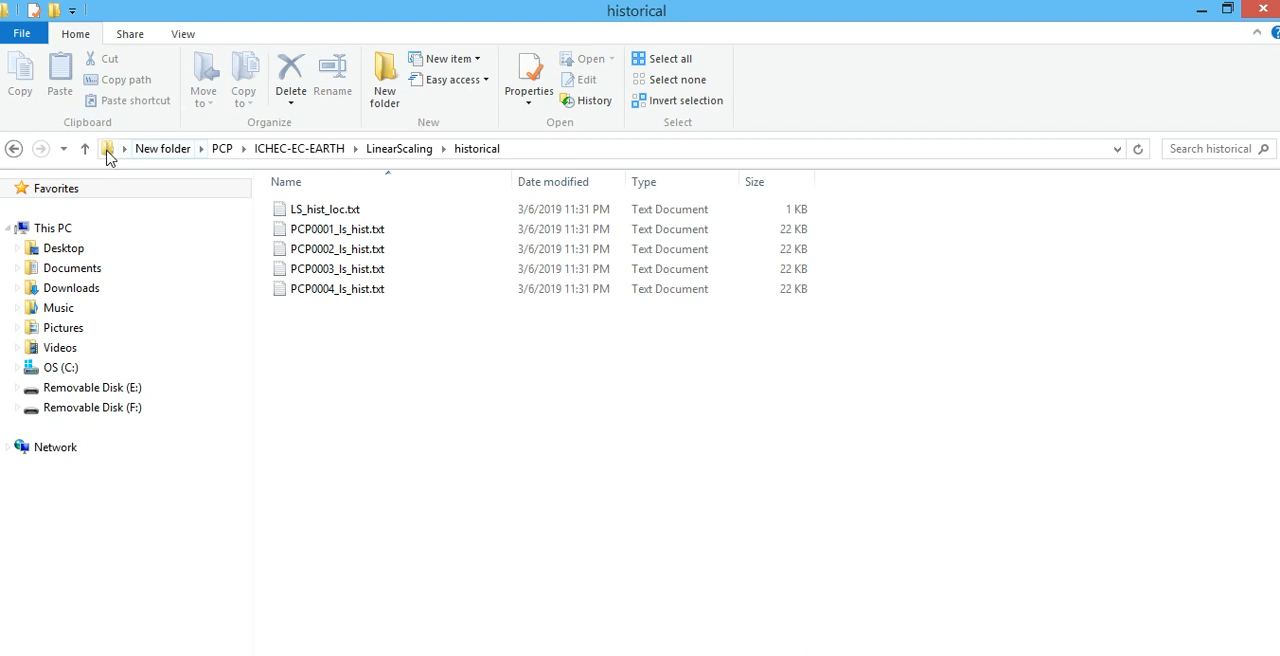 historical
File Home Share View
Copy Paste Cut Copy path Paste shortcut Clipboard
Move to Copy to Delete Rename Organize
New folder New item Easy access New
Properties Open Edit History Open
Select all Select none Invert selection Select
New folder PCP ICHEC-EC-EARTH LinearScaling historical Search historical
Name Date modified Type Size
LS_hist_loc.txt 3/6/2019 11:31 PM Text Document 1 KB
PCP0001_ls_hist.txt 3/6/2019 11:31 PM Text Document 22 KB
PCP0002_ls_hist.txt 3/6/2019 11:31 PM Text Document 22 KB
PCP0003_ls_hist.txt 3/6/2019 11:31 PM Text Document 22 KB
PCP0004_ls_hist.txt 3/6/2019 11:31 PM Text Document 22 KB
Favorites
This PC
Desktop
Documents
Downloads
Music
Pictures
Videos
OS (C:)
Removable Disk (E:)
Removable Disk (F:)
Network